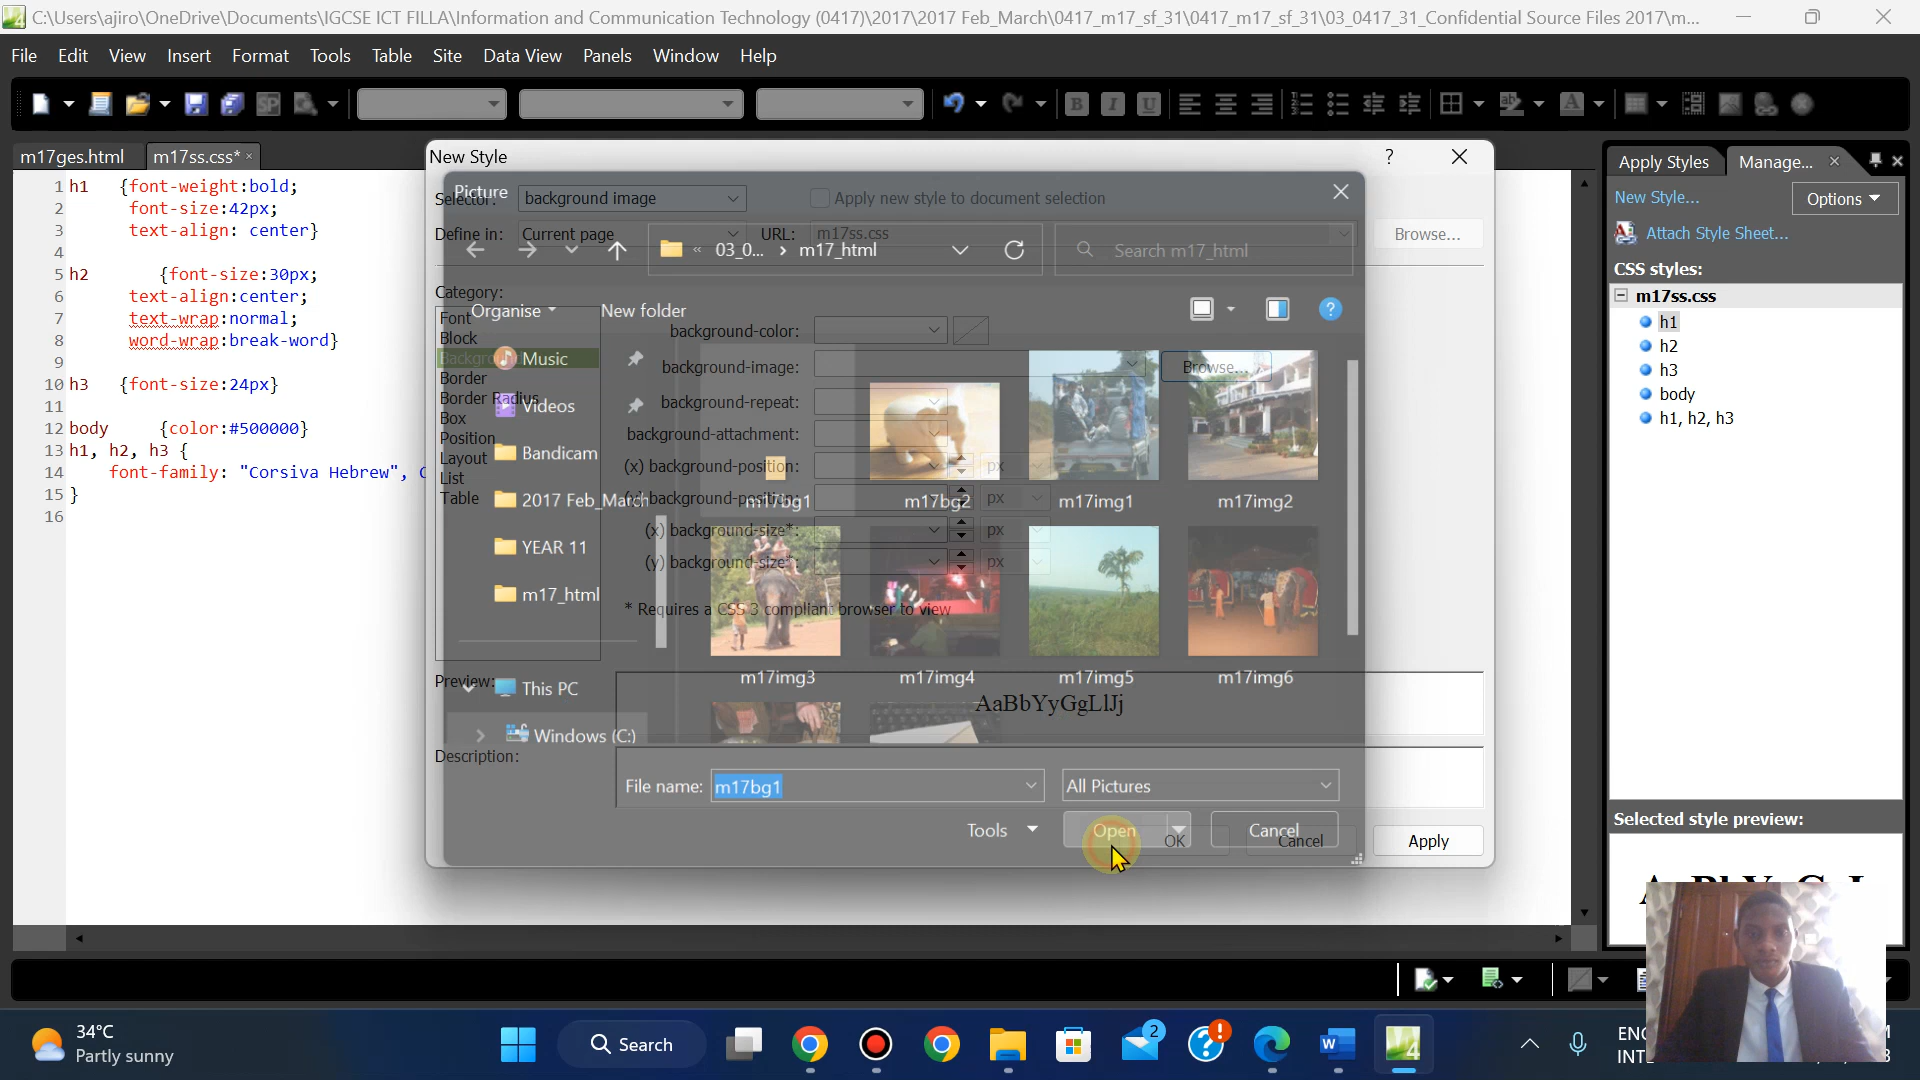 C:\Users\ajiro\OneDrive\Documents\IGCSE ICT FILLA\Information and Communication Technology (0417)\2017\2017 Feb_March\0417_m17_sf_31\0417_m17_sf_31\03_0417_31_Confidential Source Files 2017\m...
File Edit View Insert Format Tools Table Site Data View Panels Window Help
m17ges.html m17ss.css*
1 h1 {font-weight:bold;
2 font-size:42px;
3 text-align: center}
4
5 h2 {font-size:30px;
6 text-align:center;
7 text-wrap:normal;
8 word-wrap:break-word}
9
10 h3 {font-size:24px}
11
12 body {color:#500000}
13 h1, h2, h3 {
14 font-family: "Corsiva Hebrew", C
15 }
16
New Style
Selector: background image Apply new style to document selection
Define in: Current page URL: m17ss.css Browse...
Category:
Font
Block
Background
Border
Border Radius
Box
Position
Layout
List
Table
background-color:
background-image: Browse...
background-repeat:
background-attachment:
(x) background-position: px
(y) background-position: px
(x) background-size*: px
(y) background-size*: px
* Requires a CSS 3 compliant browser to view
Preview: AaBbYyGgLlJj
Description:
OK Cancel Apply
Picture
« 03_0... › m17_html Search m17_html
Organise New folder
Music
Videos
Bandicam
2017 Feb_March
YEAR 11
m17_html
This PC
Windows (C:)
m17bg1 m17bg2 m17img1 m17img2
m17img3 m17img4 m17img5 m17img6
File name: m17bg1 All Pictures
Tools Open Cancel
Apply Styles Manage...
New Style... Options
Attach Style Sheet...
CSS styles:
m17ss.css
h1
h2
h3
body
h1, h2, h3
Selected style preview:
34°C
Partly sunny
Search
2